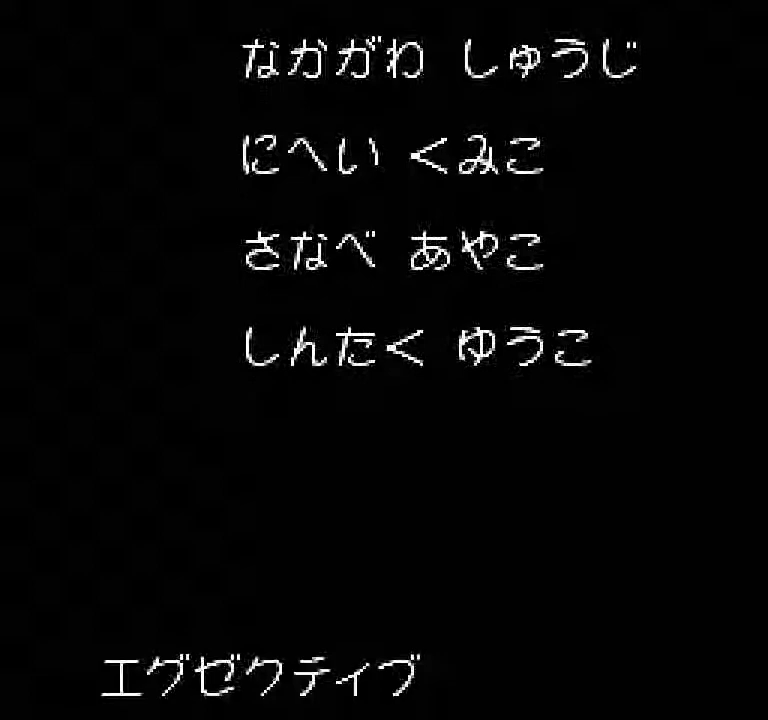 なかがわ しゅうじ
にへい くみこ
さなべ あやこ
しんたく ゆうこ
エグゼクティブ